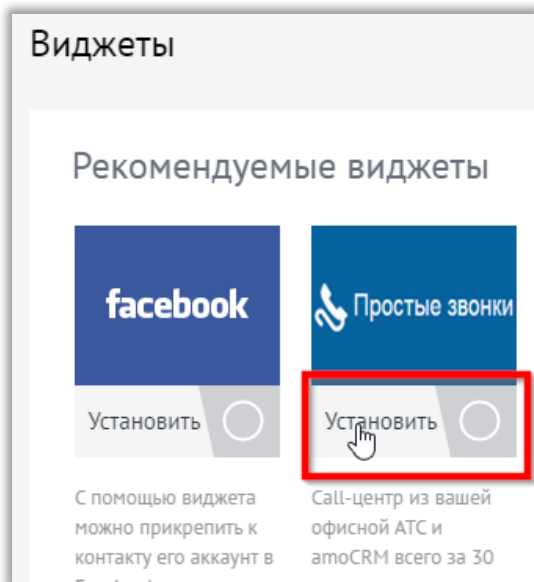 Виджеты
Рекомендуемые виджеты
facebook
Простые звонки
Установить
Установить
С помощью виджета
можно прикрепить к
контакту его аккаунт в
Call-центр из вашей
офисной АТС и
amoCRM всего за 30